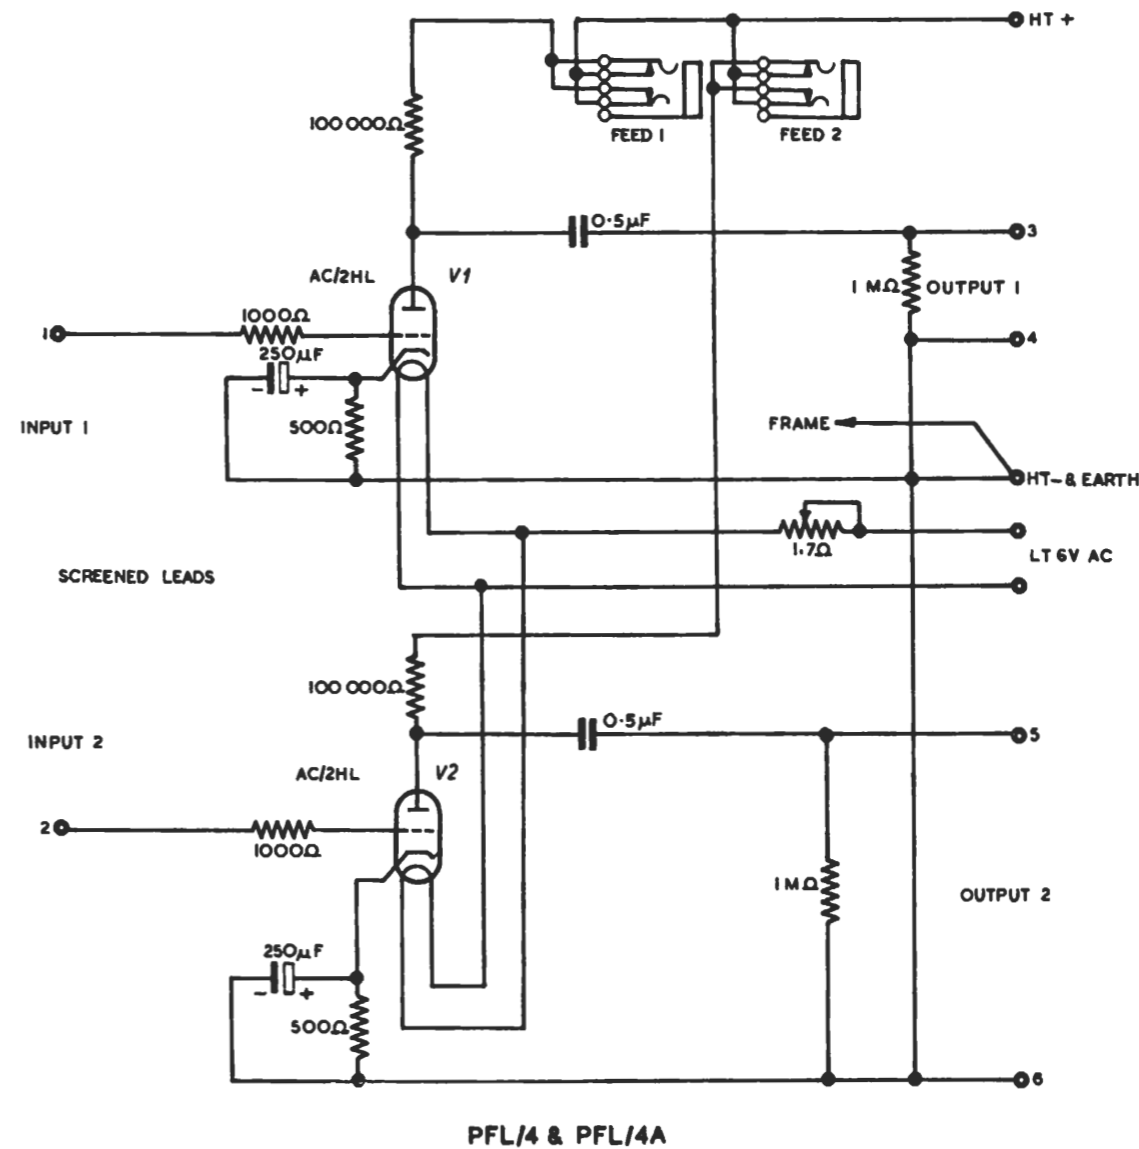 HT +
100 000Ω
FEED 1
FEED 2
0·5μF
3
AC/2HL
V1
1 MΩ
OUTPUT 1
1
1000Ω
4
250μF
- +
500Ω
INPUT 1
FRAME
HT-& EARTH
1.7Ω
LT 6V AC
SCREENED LEADS
100 000Ω
0·5μF
5
INPUT 2
AC/2HL
V2
2
1000Ω
1 MΩ
OUTPUT 2
250μF
- +
500Ω
6
PFL/4 & PFL/4A